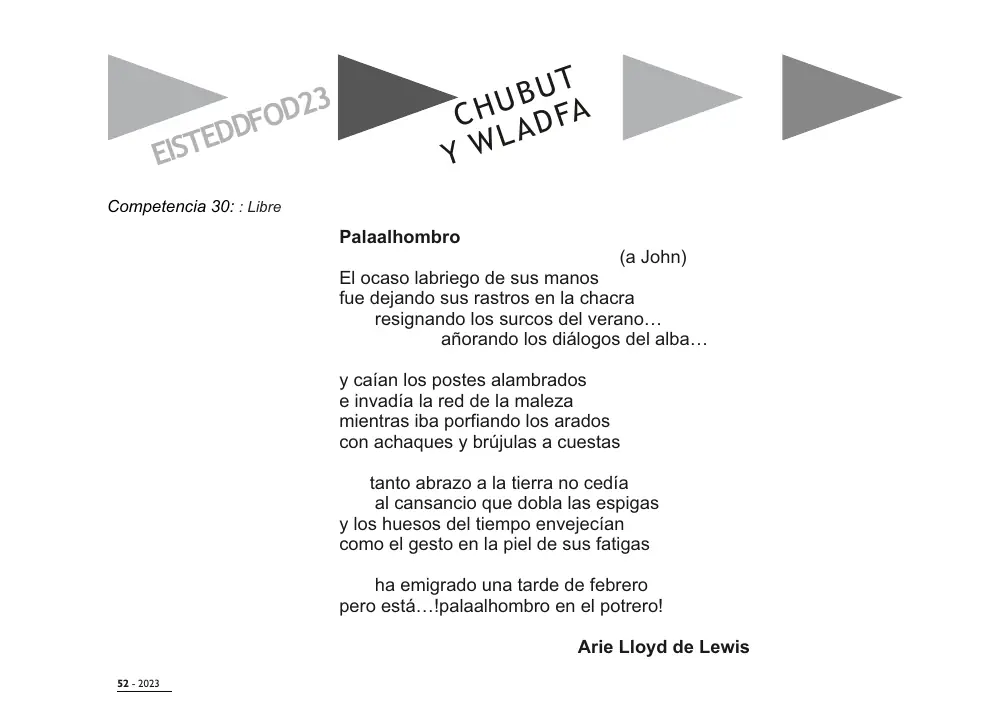 EISTEDDFOD23
CHUBUT
Y WLADFA
Competencia 30: : Libre
Palaalhombro
(a John)
El ocaso labriego de sus manos
fue dejando sus rastros en la chacra
resignando los surcos del verano…
añorando los diálogos del alba…
y caían los postes alambrados
e invadía la red de la maleza
mientras iba porfiando los arados
con achaques y brújulas a cuestas
tanto abrazo a la tierra no cedía
al cansancio que dobla las espigas
y los huesos del tiempo envejecían
como el gesto en la piel de sus fatigas
ha emigrado una tarde de febrero
pero está…!palaalhombro en el potrero!
Arie Lloyd de Lewis
52 - 2023